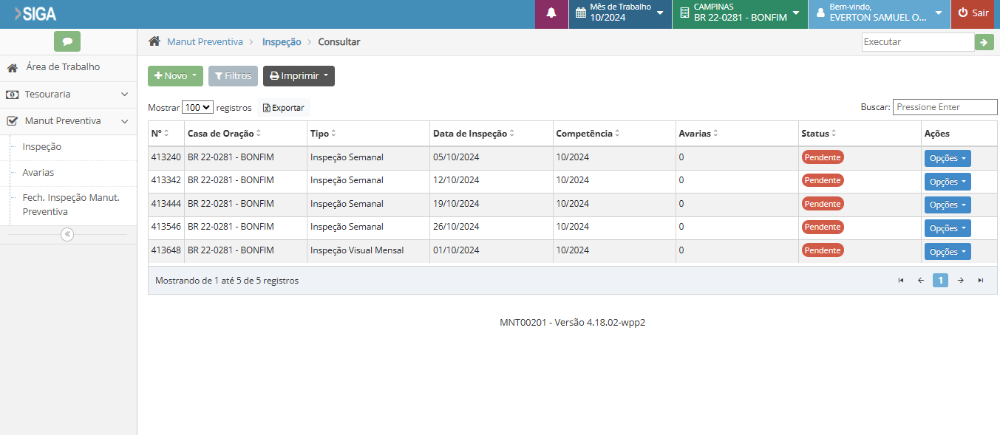 SIGA
Mês de Trabalho
10/2024
CAMPINAS
BR 22-0281 - BONFIM
Bem-vindo,
EVERTON SAMUEL O...
Sair
Manut Preventiva > Inspeção > Consultar
Executar
Área de Trabalho
Tesouraria
Manut Preventiva
Inspeção
Avarias
Fech. Inspeção Manut.
Preventiva
Novo Filtros Imprimir
Mostrar 100 registros Exportar
Buscar: Pressione Enter
Nº Casa de Oração Tipo Data de Inspeção Competência Avarias Status Ações
413240 BR 22-0281 - BONFIM Inspeção Semanal 05/10/2024 10/2024 0 Pendente Opções
413342 BR 22-0281 - BONFIM Inspeção Semanal 12/10/2024 10/2024 0 Pendente Opções
413444 BR 22-0281 - BONFIM Inspeção Semanal 19/10/2024 10/2024 0 Pendente Opções
413546 BR 22-0281 - BONFIM Inspeção Semanal 26/10/2024 10/2024 0 Pendente Opções
413648 BR 22-0281 - BONFIM Inspeção Visual Mensal 01/10/2024 10/2024 0 Pendente Opções
Mostrando de 1 até 5 de 5 registros
1
MNT00201 - Versão 4.18.02-wpp2